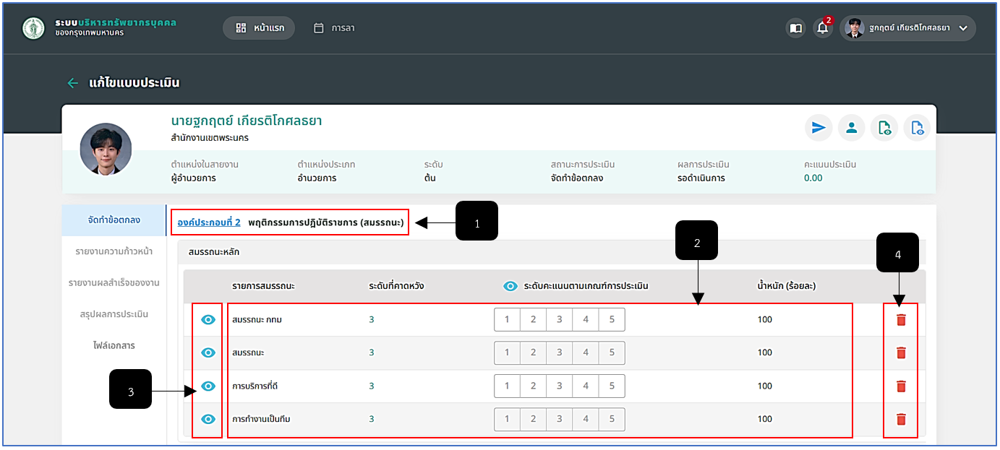 ระบบบริหารทรัพยากรบุคคล
ของกรุงเทพมหานคร
หน้าแรก
การลา
2
ฐกฤตย์ เกียรติโกศลธยา
แก้ไขแบบประเมิน
นายฐกฤตย์ เกียรติโกศลธยา
สำนักงานเขตพระนคร
ตำแหน่งในสายงาน ตำแหน่งประเภท ระดับ สถานะการประเมิน ผลการประเมิน คะแนนประเมิน
ผู้อำนวยการ อำนวยการ ต้น จัดทำข้อตกลง รอดำเนินการ 0.00
จัดทำข้อตกลง
รายงานความก้าวหน้า
รายงานผลสำเร็จของงาน
สรุปผลการประเมิน
ไฟล์เอกสาร
องค์ประกอบที่ 2 พฤติกรรมการปฏิบัติราชการ (สมรรถนะ)
1
2
4
สมรรถนะหลัก
รายการสมรรถนะ ระดับที่คาดหวัง ระดับคะแนนตามเกณฑ์การประเมิน น้ำหนัก (ร้อยละ)
สมรรถนะ กทม 3 1 2 3 4 5 100
สมรรถนะ 3 1 2 3 4 5 100
การบริการที่ดี 3 1 2 3 4 5 100
การทำงานเป็นทีม 3 1 2 3 4 5 100
3